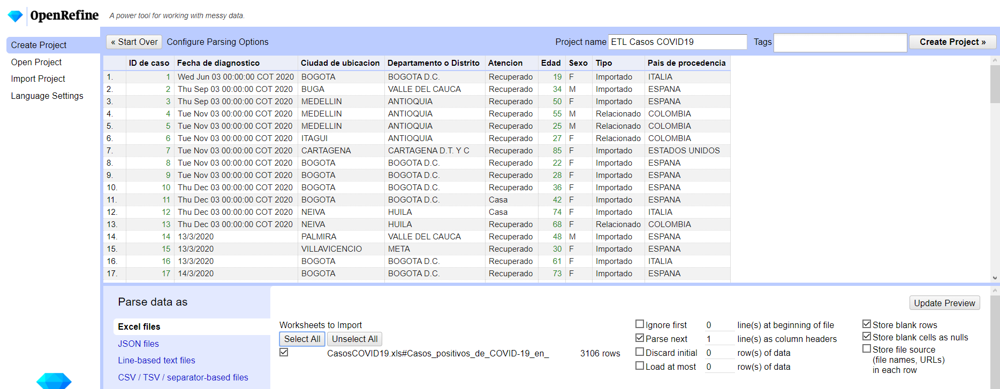 OpenRefine A power tool for working with messy data.
Create Project
Open Project
Import Project
Language Settings
« Start Over Configure Parsing Options Project name ETL Casos COVID19 Tags Create Project »
ID de caso Fecha de diagnostico Ciudad de ubicacion Departamento o Distrito Atencion Edad Sexo Tipo Pais de procedencia
1. 1 Wed Jun 03 00:00:00 COT 2020 BOGOTA BOGOTA D.C. Recuperado 19 F Importado ITALIA
2. 2 Thu Sep 03 00:00:00 COT 2020 BUGA VALLE DEL CAUCA Recuperado 34 M Importado ESPANA
3. 3 Thu Sep 03 00:00:00 COT 2020 MEDELLIN ANTIOQUIA Recuperado 50 F Importado ESPANA
4. 4 Tue Nov 03 00:00:00 COT 2020 MEDELLIN ANTIOQUIA Recuperado 55 M Relacionado COLOMBIA
5. 5 Tue Nov 03 00:00:00 COT 2020 MEDELLIN ANTIOQUIA Recuperado 25 M Relacionado COLOMBIA
6. 6 Tue Nov 03 00:00:00 COT 2020 ITAGUI ANTIOQUIA Recuperado 27 F Relacionado COLOMBIA
7. 7 Tue Nov 03 00:00:00 COT 2020 CARTAGENA CARTAGENA D.T. Y C Recuperado 85 F Importado ESTADOS UNIDOS
8. 8 Tue Nov 03 00:00:00 COT 2020 BOGOTA BOGOTA D.C. Recuperado 22 F Importado ESPANA
9. 9 Tue Nov 03 00:00:00 COT 2020 BOGOTA BOGOTA D.C. Recuperado 28 F Importado ESPANA
10. 10 Thu Dec 03 00:00:00 COT 2020 BOGOTA BOGOTA D.C. Recuperado 36 F Importado ESPANA
11. 11 Thu Dec 03 00:00:00 COT 2020 BOGOTA BOGOTA D.C. Casa 42 F Importado ESPANA
12. 12 Thu Dec 03 00:00:00 COT 2020 NEIVA HUILA Casa 74 F Importado ITALIA
13. 13 Thu Dec 03 00:00:00 COT 2020 NEIVA HUILA Recuperado 68 F Relacionado COLOMBIA
14. 14 13/3/2020 PALMIRA VALLE DEL CAUCA Recuperado 48 M Importado ESPANA
15. 15 13/3/2020 VILLAVICENCIO META Recuperado 30 F Importado ESPANA
16. 16 13/3/2020 BOGOTA BOGOTA D.C. Recuperado 61 F Importado ITALIA
17. 17 14/3/2020 BOGOTA BOGOTA D.C. Recuperado 73 F Importado ESPANA
Parse data as
Excel files
JSON files
Line-based text files
CSV / TSV / separator-based files
Update Preview
Worksheets to Import
Select All Unselect All
CasosCOVID19.xls#Casos_positivos_de_COVID-19_en_ 3106 rows
Ignore first 0 line(s) at beginning of file
Parse next 1 line(s) as column headers
Discard initial 0 row(s) of data
Load at most 0 row(s) of data
Store blank rows
Store blank cells as nulls
Store file source
(file names, URLs)
in each row